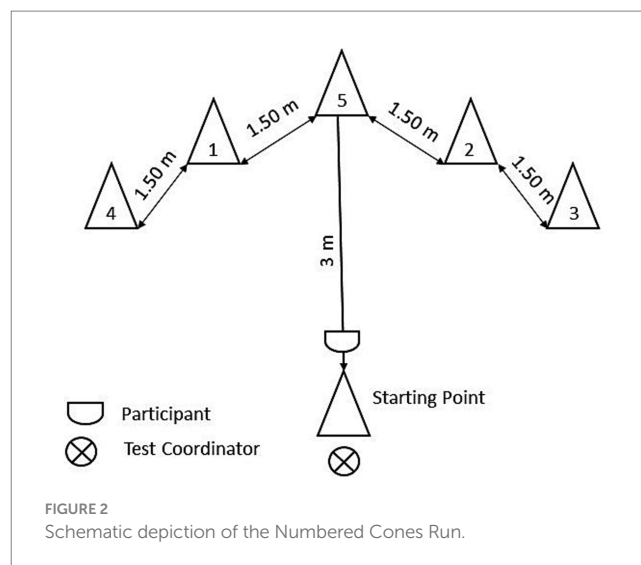 5
1.50 m
1.50 m
1
2
1.50 m
1.50 m
4
3
3 m
Starting Point
Participant
Test Coordinator
FIGURE 2
Schematic depiction of the Numbered Cones Run.